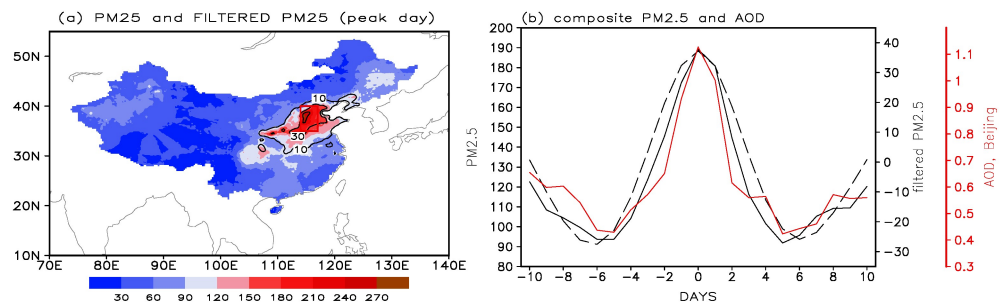 (a) PM25 and FILTERED PM25 (peak day)
50N
40N
30N
20N
10N
70E 80E 90E 100E 110E 120E 130E 140E
10
30
10
30 60 90 120 150 180 210 240 270
(b) composite PM2.5 and AOD
200
190
180
170
160
150
140
130
120
110
100
90
80
PM2.5
−10 −8 −6 −4 −2 0 2 4 6 8 10
DAYS
40
30
20
10
0
−10
−20
−30
filtered PM2.5
1.1
1
0.9
0.8
0.7
0.6
0.5
0.4
0.3
AOD, Beijing